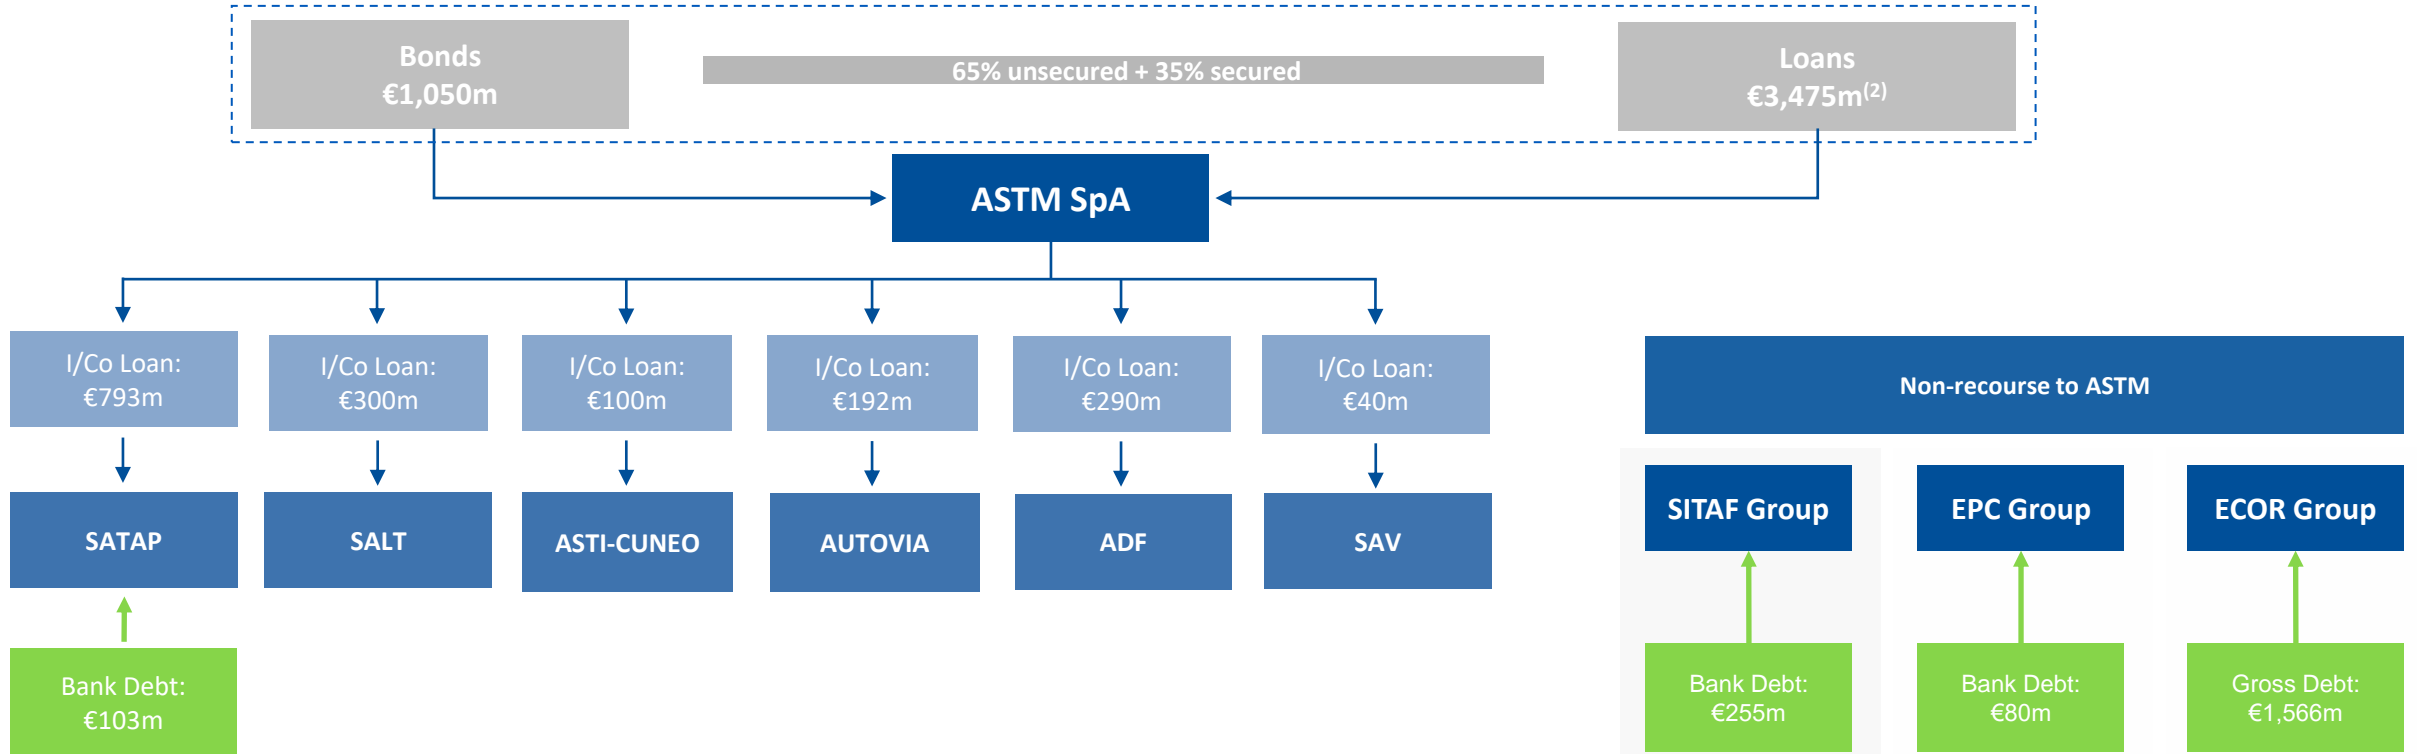 Bonds
€1,050m
65% unsecured + 35% secured
Loans
€3,475m(2)
ASTM SpA
I/Co Loan:
€793m
I/Co Loan:
€300m
I/Co Loan:
€100m
I/Co Loan:
€192m
I/Co Loan:
€290m
I/Co Loan:
€40m
Non-recourse to ASTM
SATAP
SALT
ASTI-CUNEO
AUTOVIA
ADF
SAV
SITAF Group
EPC Group
ECOR Group
Bank Debt:
€103m
Bank Debt:
€255m
Bank Debt:
€80m
Gross Debt:
€1,566m